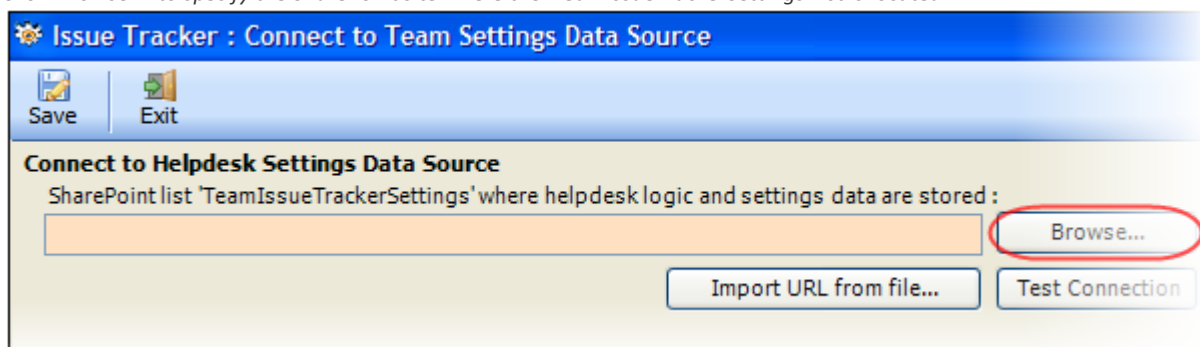 Issue Tracker : Connect to Team Settings Data Source
Save Exit
Connect to Helpdesk Settings Data Source
SharePoint list 'TeamIssueTrackerSettings' where helpdesk logic and settings data are stored :
Browse...
Import URL from file... Test Connection